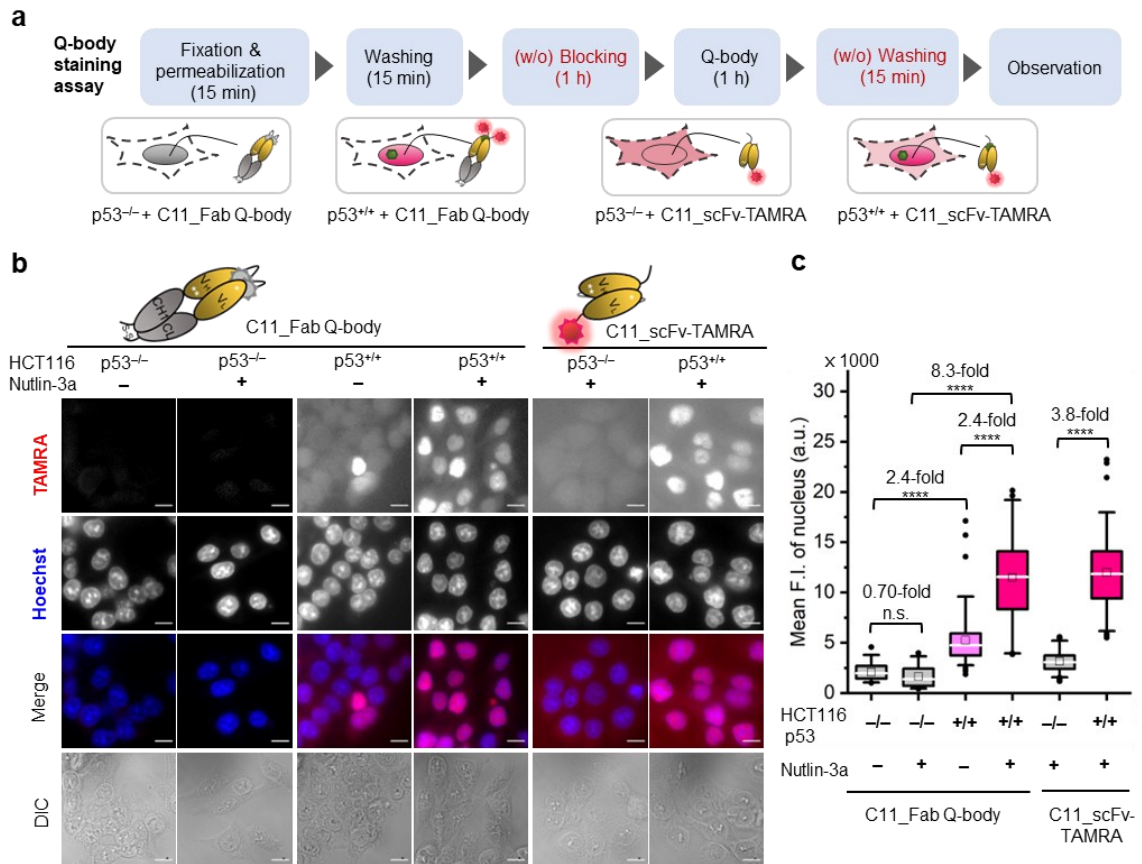 a
Q-body
staining
assay
Fixation &
permeabilization
(15 min)
Washing
(15 min)
(w/o) Blocking
(1 h)
Q-body
(1 h)
(w/o) Washing
(15 min)
Observation
p53–/– + C11_Fab Q-body
p53+/+ + C11_Fab Q-body
p53–/– + C11_scFv-TAMRA
p53+/+ + C11_scFv-TAMRA
b
VH
VL
CH1
CL
C11_Fab Q-body
C11_scFv-TAMRA
HCT116 p53–/– p53–/– p53+/+ p53+/+ p53–/– p53+/+
Nutlin-3a – + – + + +
TAMRA
Hoechst
Merge
DIC
c
×1000
Mean F.I. of nucleus (a.u.)
30
25
20
15
10
5
0
8.3-fold
****
2.4-fold
****
3.8-fold
****
2.4-fold
****
0.70-fold
n.s.
HCT116
p53
–/– –/– +/+ +/+ –/– +/+
Nutlin-3a – + – + + +
C11_Fab Q-body
C11_scFv-
TAMRA